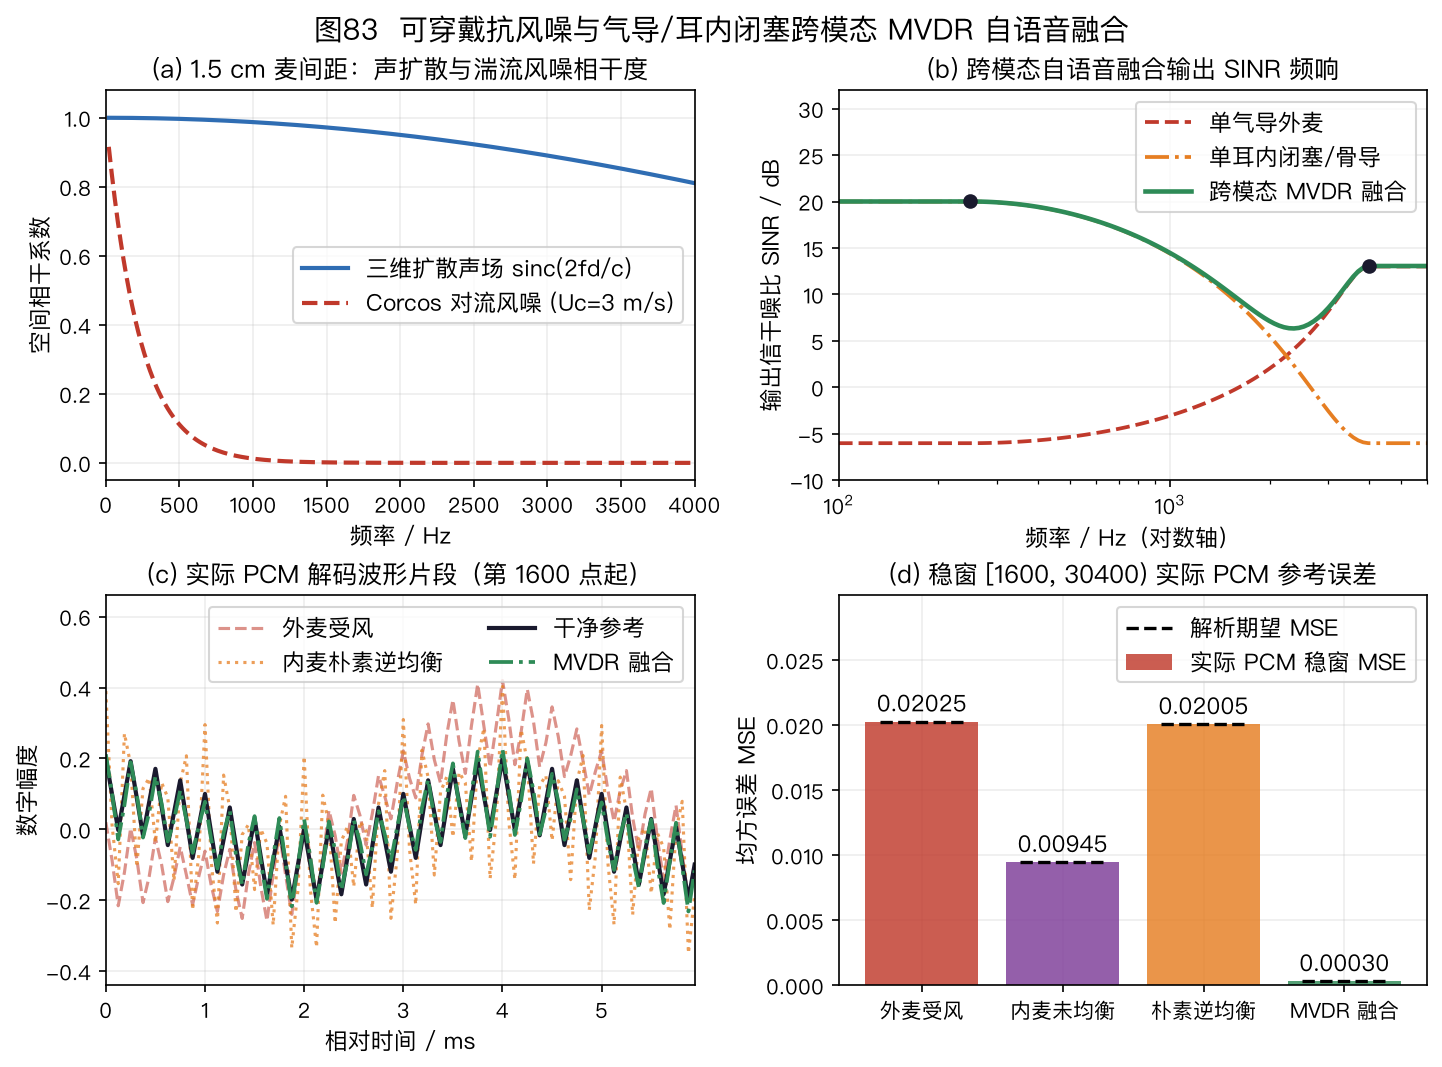 图83 可穿戴抗风噪与气导/耳内闭塞跨模态 MVDR 自语音融合
(a) 1.5 cm 麦间距：声扩散与湍流风噪相干度
空间相干系数
1.0
0.8
0.6
0.4
0.2
0.0
三维扩散声场 sinc(2fd/c)
Corcos 对流风噪 (Uc=3 m/s)
0 500 1000 1500 2000 2500 3000 3500 4000
频率 / Hz
(b) 跨模态自语音融合输出 SINR 频响
输出信干噪比 SINR / dB
30
25
20
15
10
5
0
−5
−10
单气导外麦
单耳内闭塞/骨导
跨模态 MVDR 融合
10² 10³
频率 / Hz（对数轴）
(c) 实际 PCM 解码波形片段（第 1600 点起）
数字幅度
0.6
0.4
0.2
0.0
−0.2
−0.4
外麦受风 干净参考
内麦朴素逆均衡 MVDR 融合
0 1 2 3 4 5
相对时间 / ms
(d) 稳窗 [1600, 30400) 实际 PCM 参考误差
均方误差 MSE
0.025
0.020
0.015
0.010
0.005
0.000
解析期望 MSE
实际 PCM 稳窗 MSE
0.02025 0.00945 0.02005 0.00030
外麦受风 内麦未均衡 朴素逆均衡 MVDR 融合